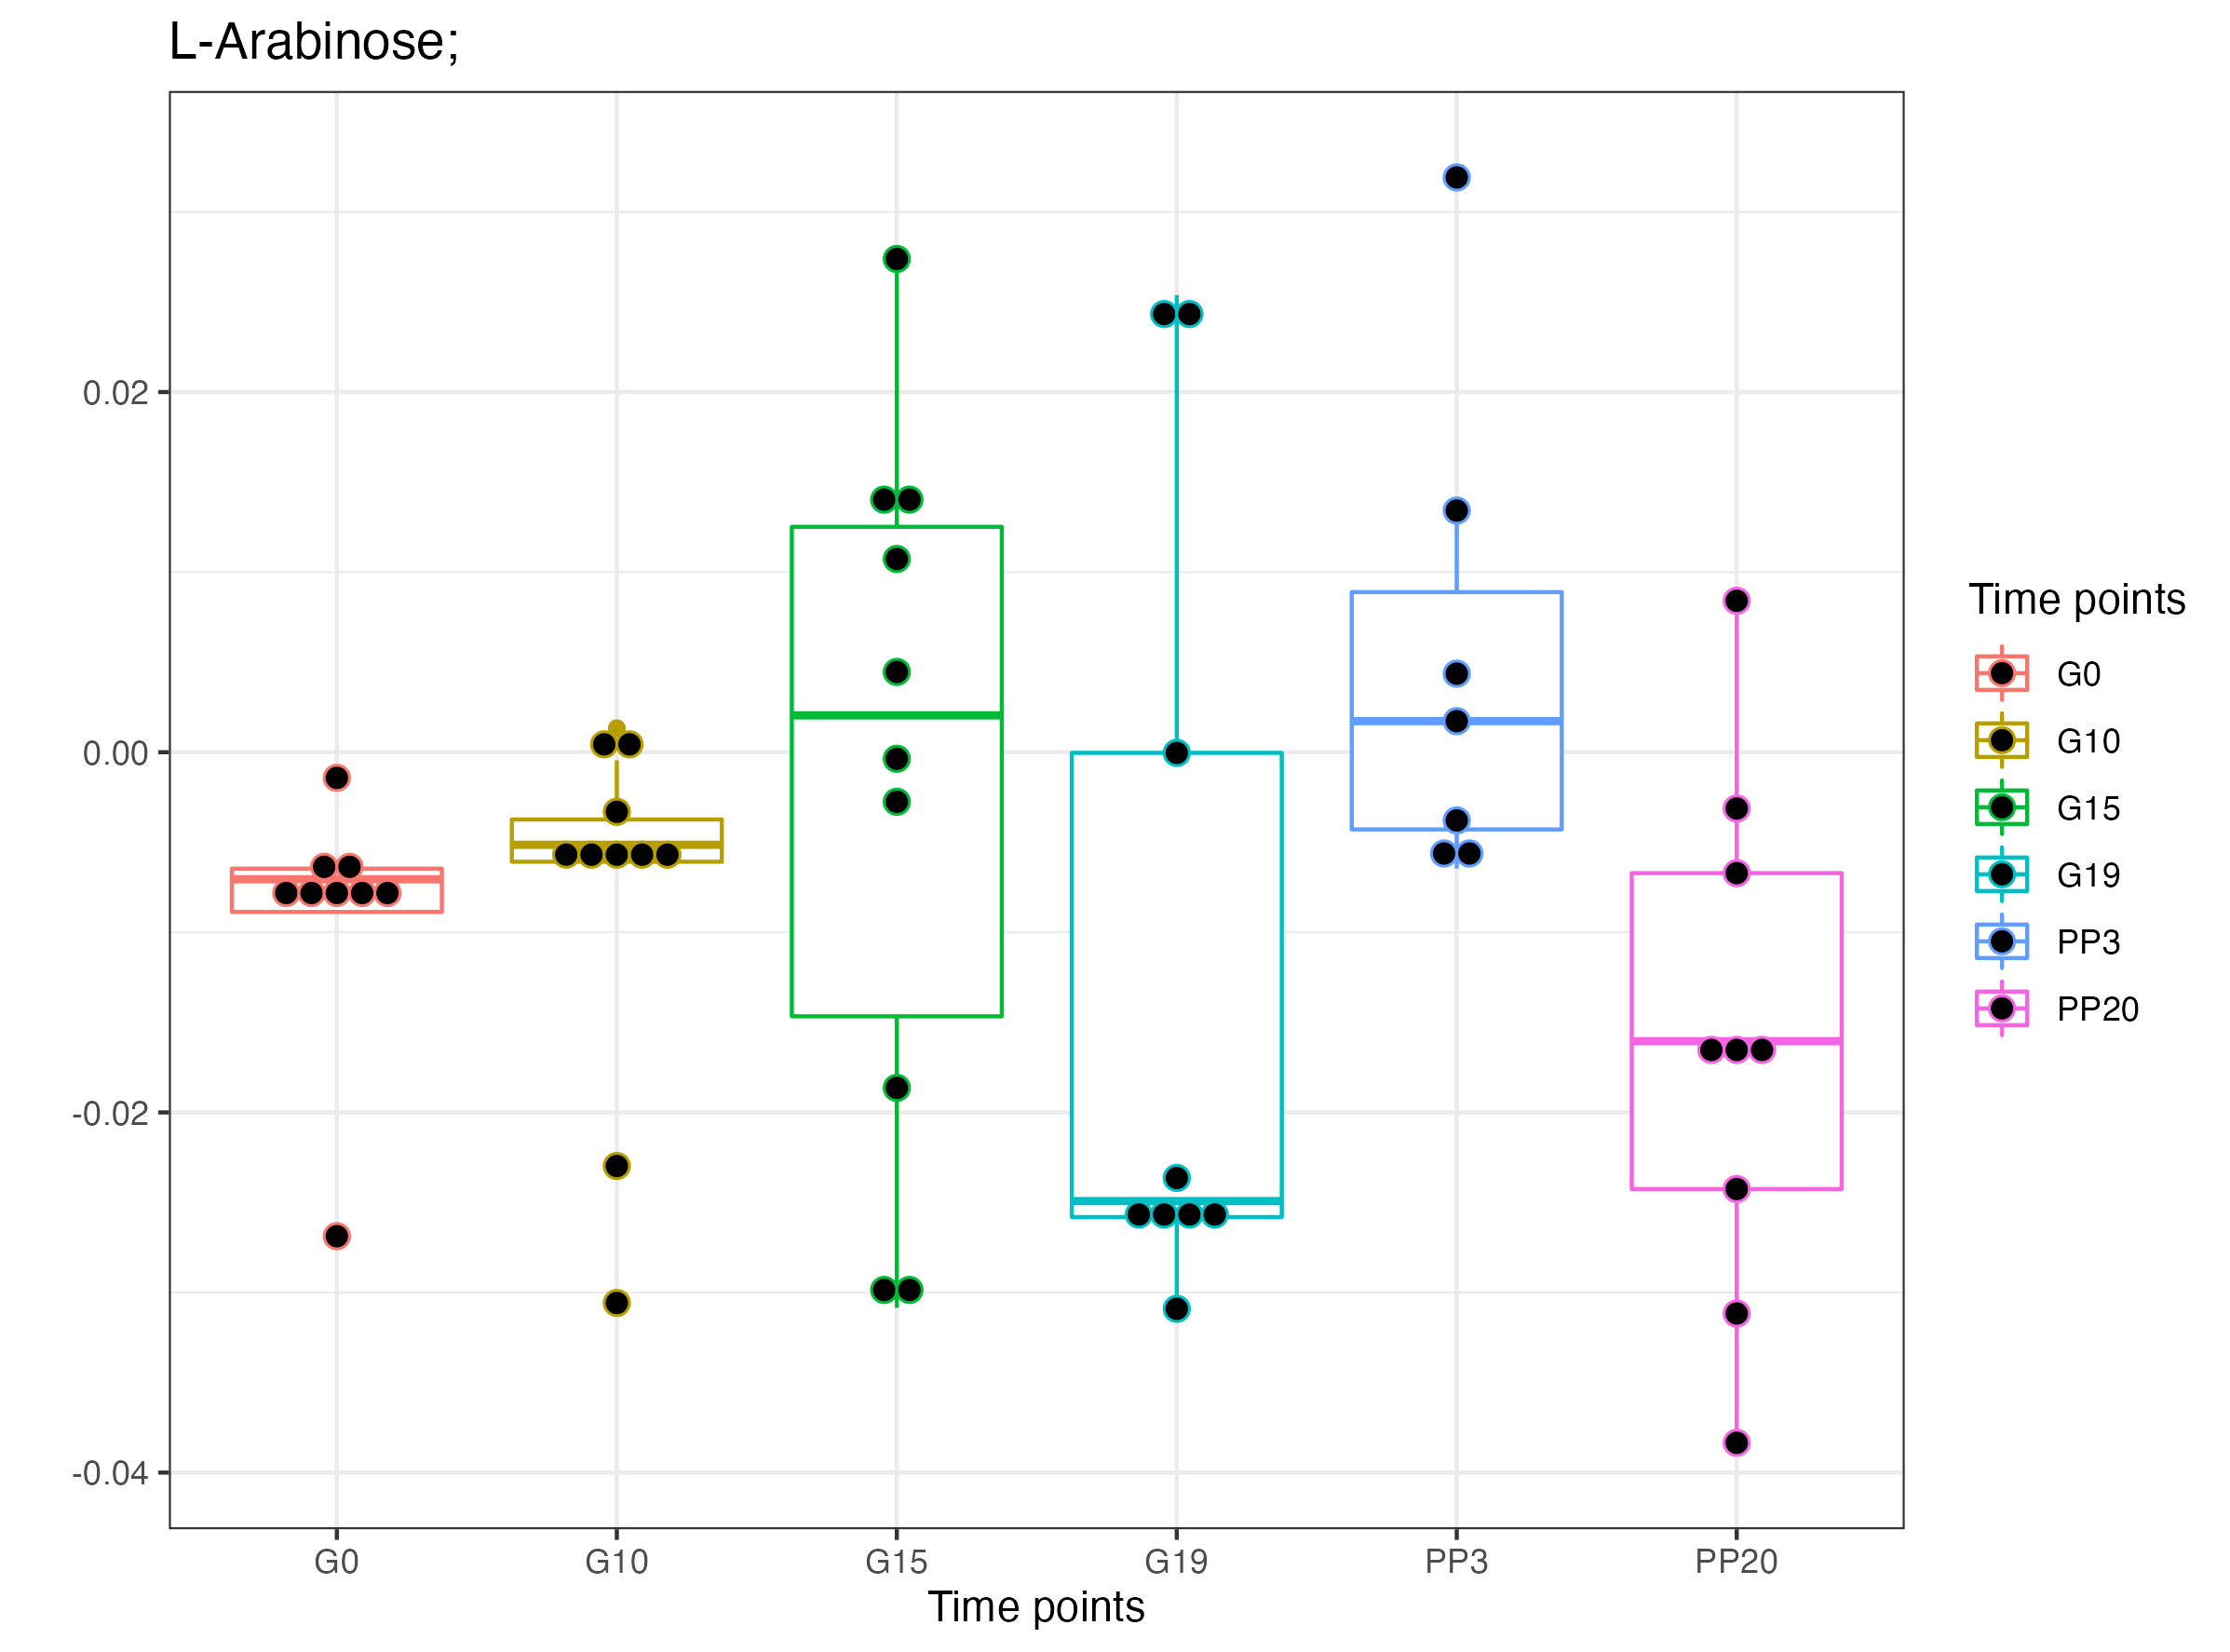 L-Arabinose;
0.02
0.00
-0.02
-0.04
G0 G10 G15 G19 PP3 PP20
Time points
Time points
G0
G10
G15
G19
PP3
PP20